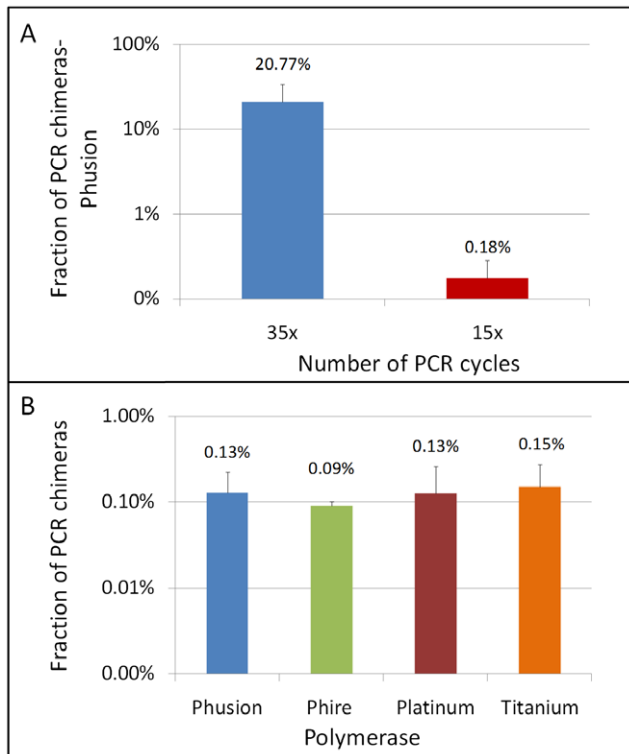 A
Fraction of PCR chimeras-
Phusion
100%
10%
1%
0%
20.77%
0.18%
35x
15x
Number of PCR cycles
B
Fraction of PCR chimeras
1.00%
0.10%
0.01%
0.00%
0.13%
0.09%
0.13%
0.15%
Phusion
Phire
Platinum
Titanium
Polymerase